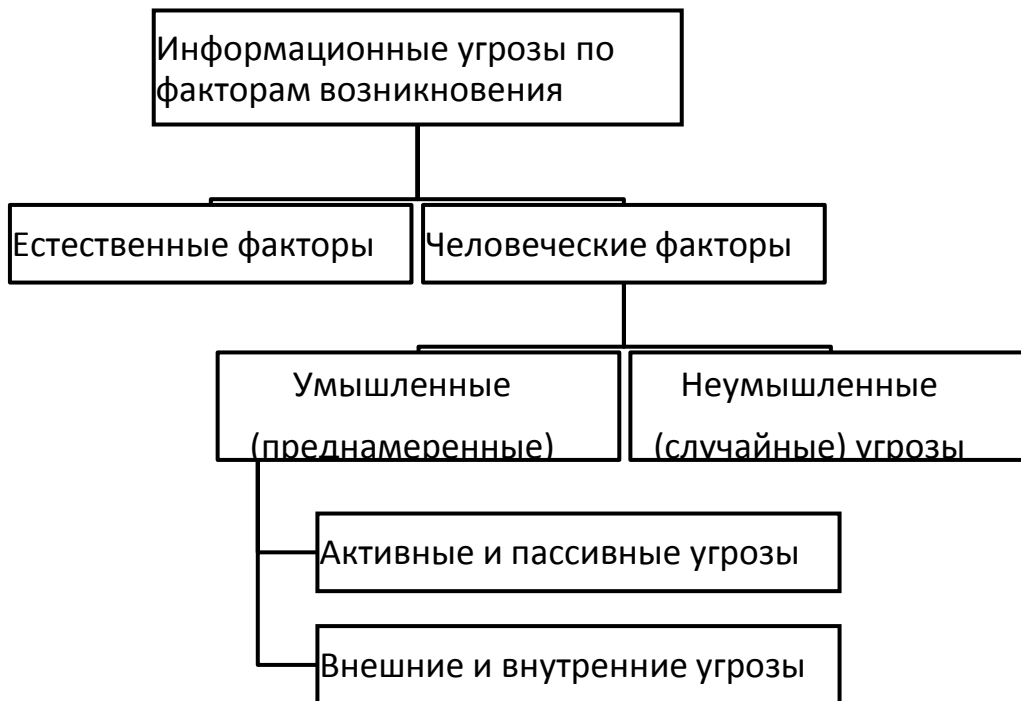 Информационные угрозы по
факторам возникновения
Естественные факторы
Человеческие факторы
Умышленные
(преднамеренные)
Неумышленные
(случайные) угрозы
Активные и пассивные угрозы
Внешние и внутренние угрозы